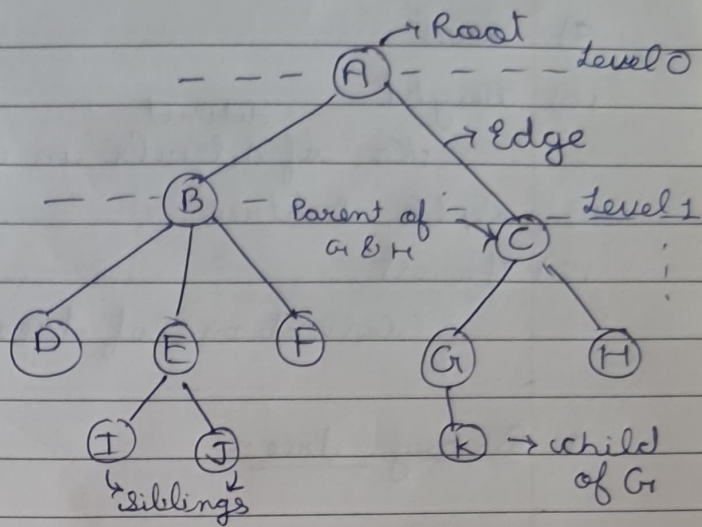 Root
A
Level 0
Edge
B
Parent of
G & H
C
Level 1
D
E
F
G
H
I
J
K
child
of G
siblings